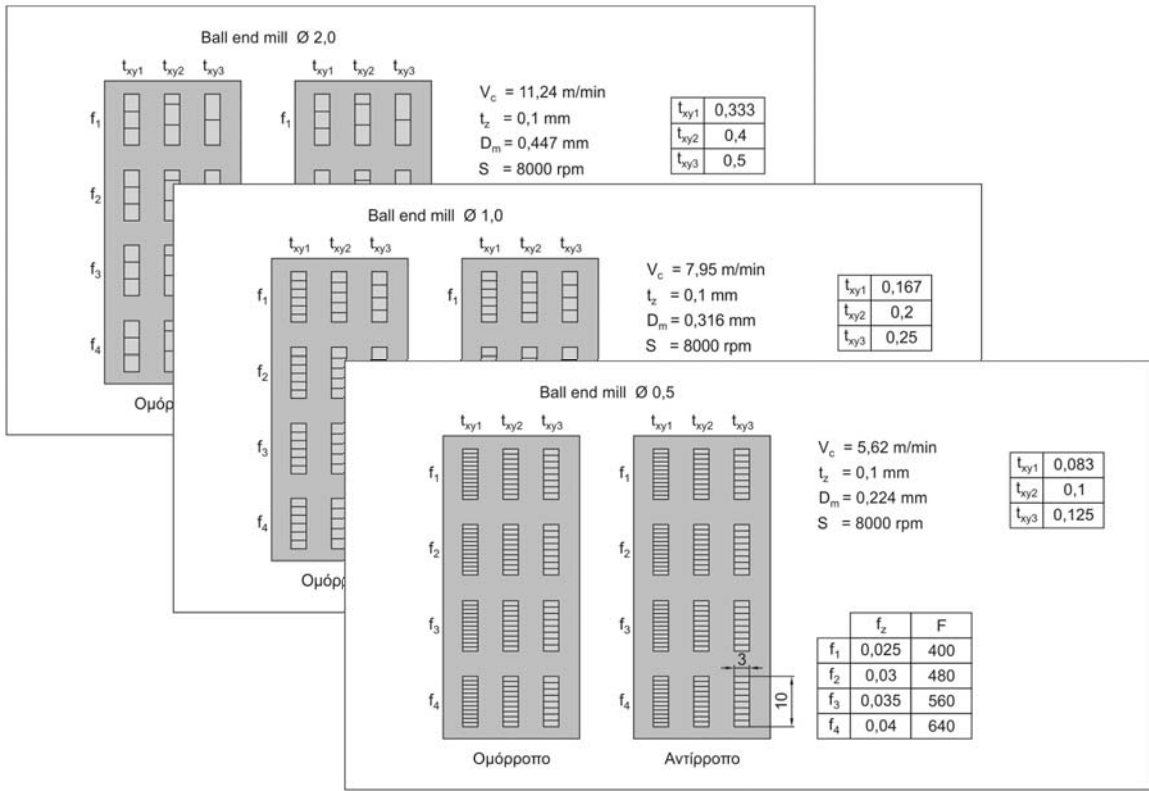 Ball end mill Ø 2,0
txy1 txy2 txy3 txy1 txy2 txy3
f1 f1
f2
f3
f4
Vc = 11,24 m/min
tz = 0,1 mm
Dm = 0,447 mm
S = 8000 rpm
txy1 0,333
txy2 0,4
txy3 0,5
Ball end mill Ø 1,0
txy1 txy2 txy3 txy1 txy2 txy3
f1 f1
f2
f3
f4
Vc = 7,95 m/min
tz = 0,1 mm
Dm = 0,316 mm
S = 8000 rpm
txy1 0,167
txy2 0,2
txy3 0,25
Ball end mill Ø 0,5
txy1 txy2 txy3 txy1 txy2 txy3
f1 f1
f2 f2
f3 f3
f4 f4
3
10
Ομόρροπο Αντίρροπο
Vc = 5,62 m/min
tz = 0,1 mm
Dm = 0,224 mm
S = 8000 rpm
txy1 0,083
txy2 0,1
txy3 0,125
fz F
f1 0,025 400
f2 0,03 480
f3 0,035 560
f4 0,04 640